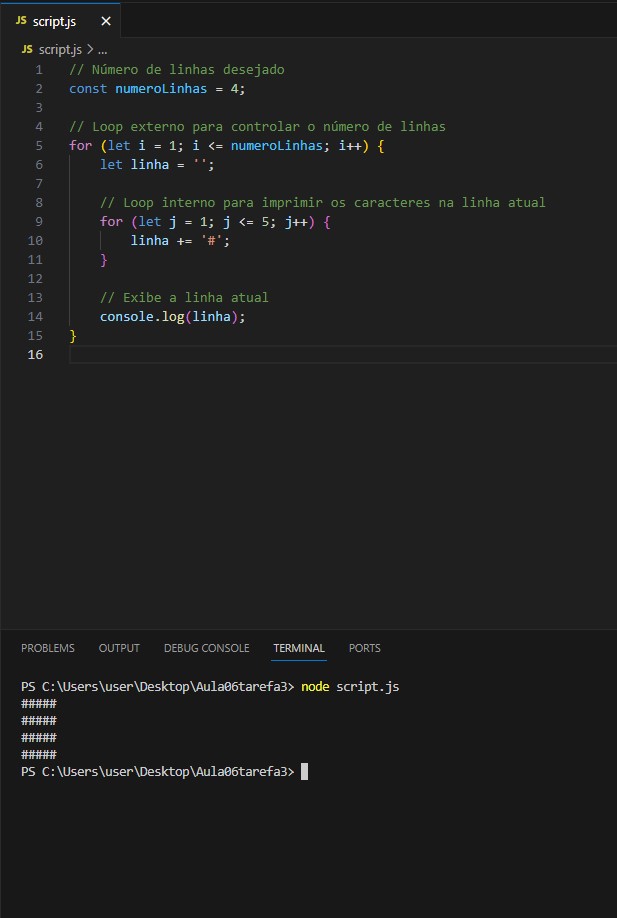 JS script.js ×
JS script.js > ...
1 // Número de linhas desejado
2 const numeroLinhas = 4;
3
4 // Loop externo para controlar o número de linhas
5 for (let i = 1; i <= numeroLinhas; i++) {
6     let linha = '';
7
8     // Loop interno para imprimir os caracteres na linha atual
9     for (let j = 1; j <= 5; j++) {
10         linha += '#';
11     }
12
13     // Exibe a linha atual
14     console.log(linha);
15 }
16
PROBLEMS OUTPUT DEBUG CONSOLE TERMINAL PORTS
PS C:\Users\user\Desktop\Aula06tarefa3> node script.js
#####
#####
#####
#####
PS C:\Users\user\Desktop\Aula06tarefa3>